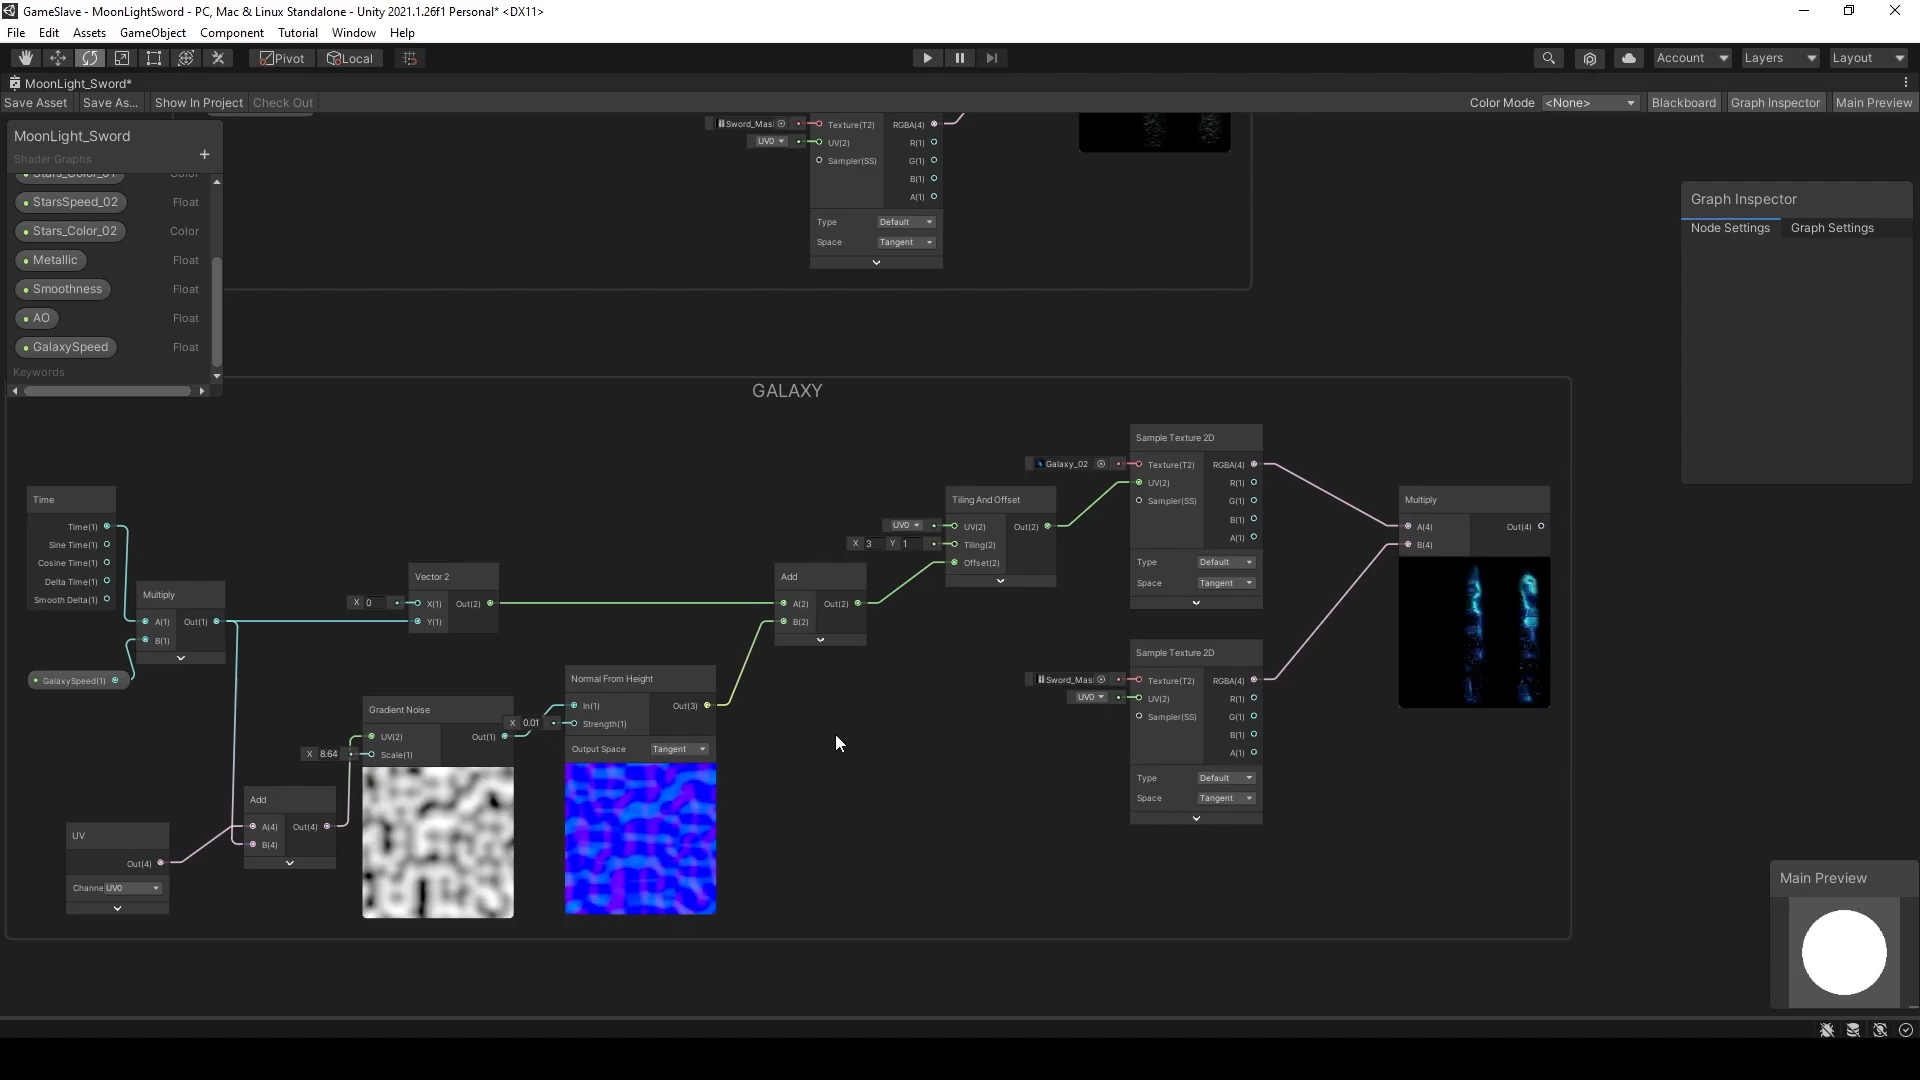 GameSlave - MoonLightSword - PC, Mac & Linux Standalone - Unity 2021.1.26f1 Personal* <DX11>
File Edit Assets GameObject Component Tutorial Window Help
Pivot Local Account Layers Layout
MoonLight_Sword*
Save Asset Save As... Show In Project Check Out Color Mode <None> Blackboard Graph Inspector Main Preview
MoonLight_Sword
Shader Graphs
Stars_Color_01 Color
StarsSpeed_02 Float
Stars_Color_02 Color
Metallic Float
Smoothness Float
AO Float
GalaxySpeed Float
Keywords
Sword_Mas Texture(T2) RGBA(4)
UV0 UV(2) R(1)
Sampler(SS) G(1)
B(1)
A(1)
Type Default
Space Tangent
Graph Inspector
Node Settings Graph Settings
GALAXY
Time
Time(1)
Sine Time(1)
Cosine Time(1)
Delta Time(1)
Smooth Delta(1)
Multiply
A(1) Out(1)
B(1)
GalaxySpeed(1)
UV
Out(4)
Channe UV0
Add
A(4) Out(4)
B(4)
Vector 2
X 0 X(1) Out(2)
Y(1)
Gradient Noise
UV(2) Out(1)
X 8.64 Scale(1)
Normal From Height
In(1) Out(3)
X 0.01 Strength(1)
Output Space Tangent
Add
A(2) Out(2)
B(2)
Tiling And Offset
UV0 UV(2) Out(2)
X 3 Y 1 Tiling(2)
Offset(2)
Sample Texture 2D
Galaxy_02 Texture(T2) RGBA(4)
UV(2) R(1)
Sampler(SS) G(1)
B(1)
A(1)
Type Default
Space Tangent
Sample Texture 2D
Sword_Mas Texture(T2) RGBA(4)
UV0 UV(2) R(1)
Sampler(SS) G(1)
B(1)
A(1)
Type Default
Space Tangent
Multiply
A(4) Out(4)
B(4)
Main Preview